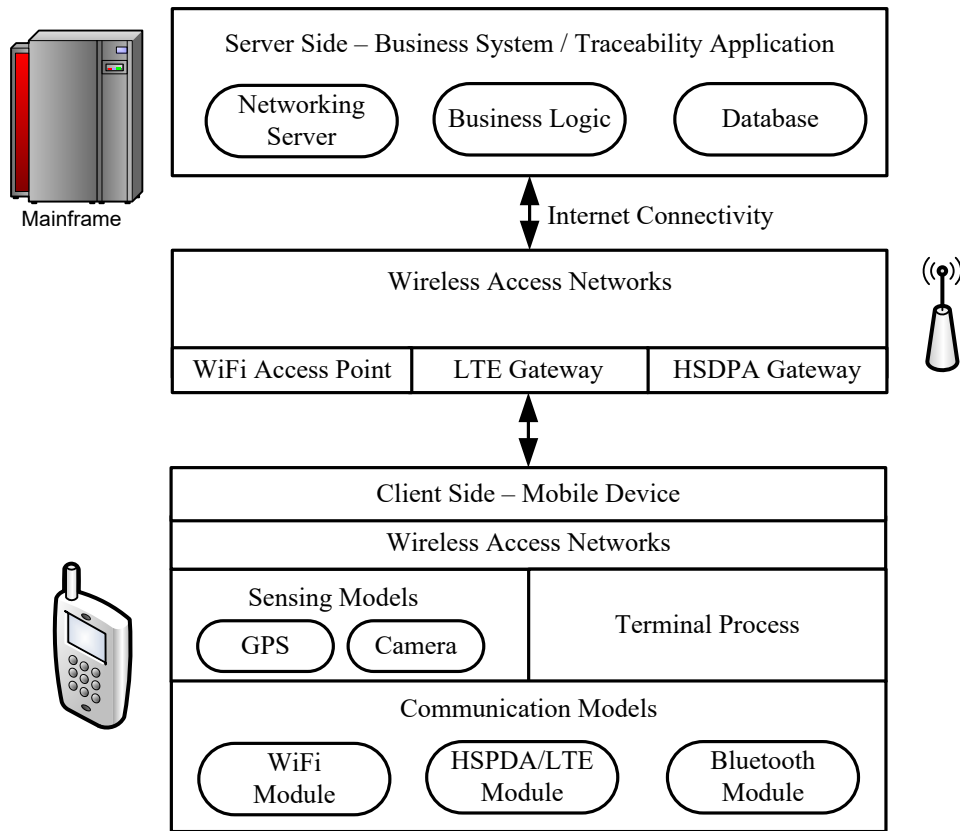 Server Side – Business System / Traceability Application
Networking
Server
Business Logic
Database
Mainframe
Internet Connectivity
Wireless Access Networks
WiFi Access Point
LTE Gateway
HSDPA Gateway
Client Side – Mobile Device
Wireless Access Networks
Sensing Models
GPS
Camera
Terminal Process
Communication Models
WiFi
Module
HSPDA/LTE
Module
Bluetooth
Module